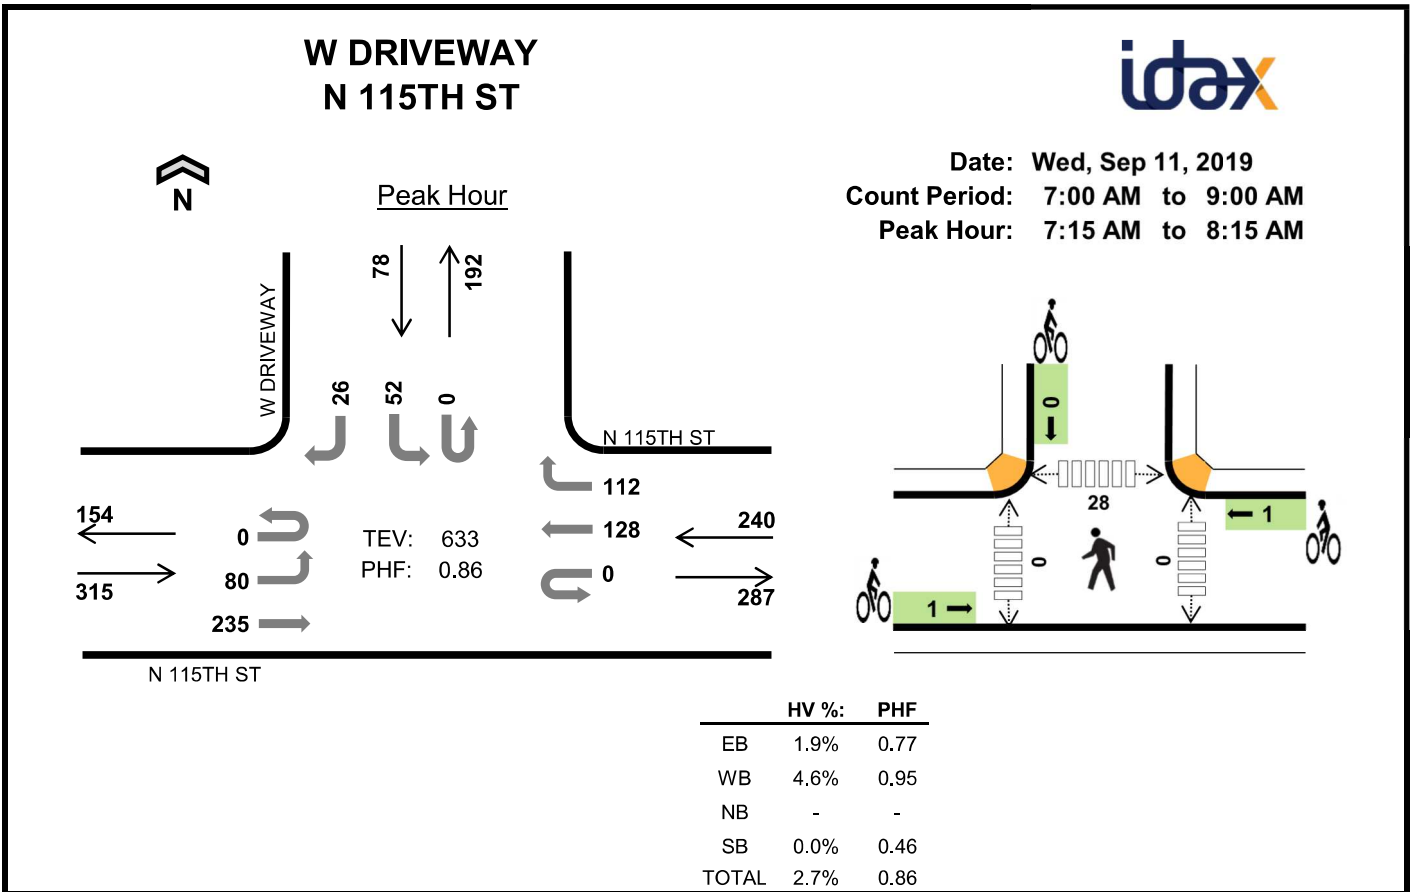 W DRIVEWAY
N 115TH ST
idax
Date: Wed, Sep 11, 2019
Count Period: 7:00 AM to 9:00 AM
Peak Hour: 7:15 AM to 8:15 AM
N
Peak Hour
78
192
W DRIVEWAY
26
52
0
N 115TH ST
112
128
0
240
287
154
315
0
80
235
TEV: 633
PHF: 0.86
N 115TH ST
0
28
1
0
0
1
HV %: PHF
EB 1.9% 0.77
WB 4.6% 0.95
NB - -
SB 0.0% 0.46
TOTAL 2.7% 0.86